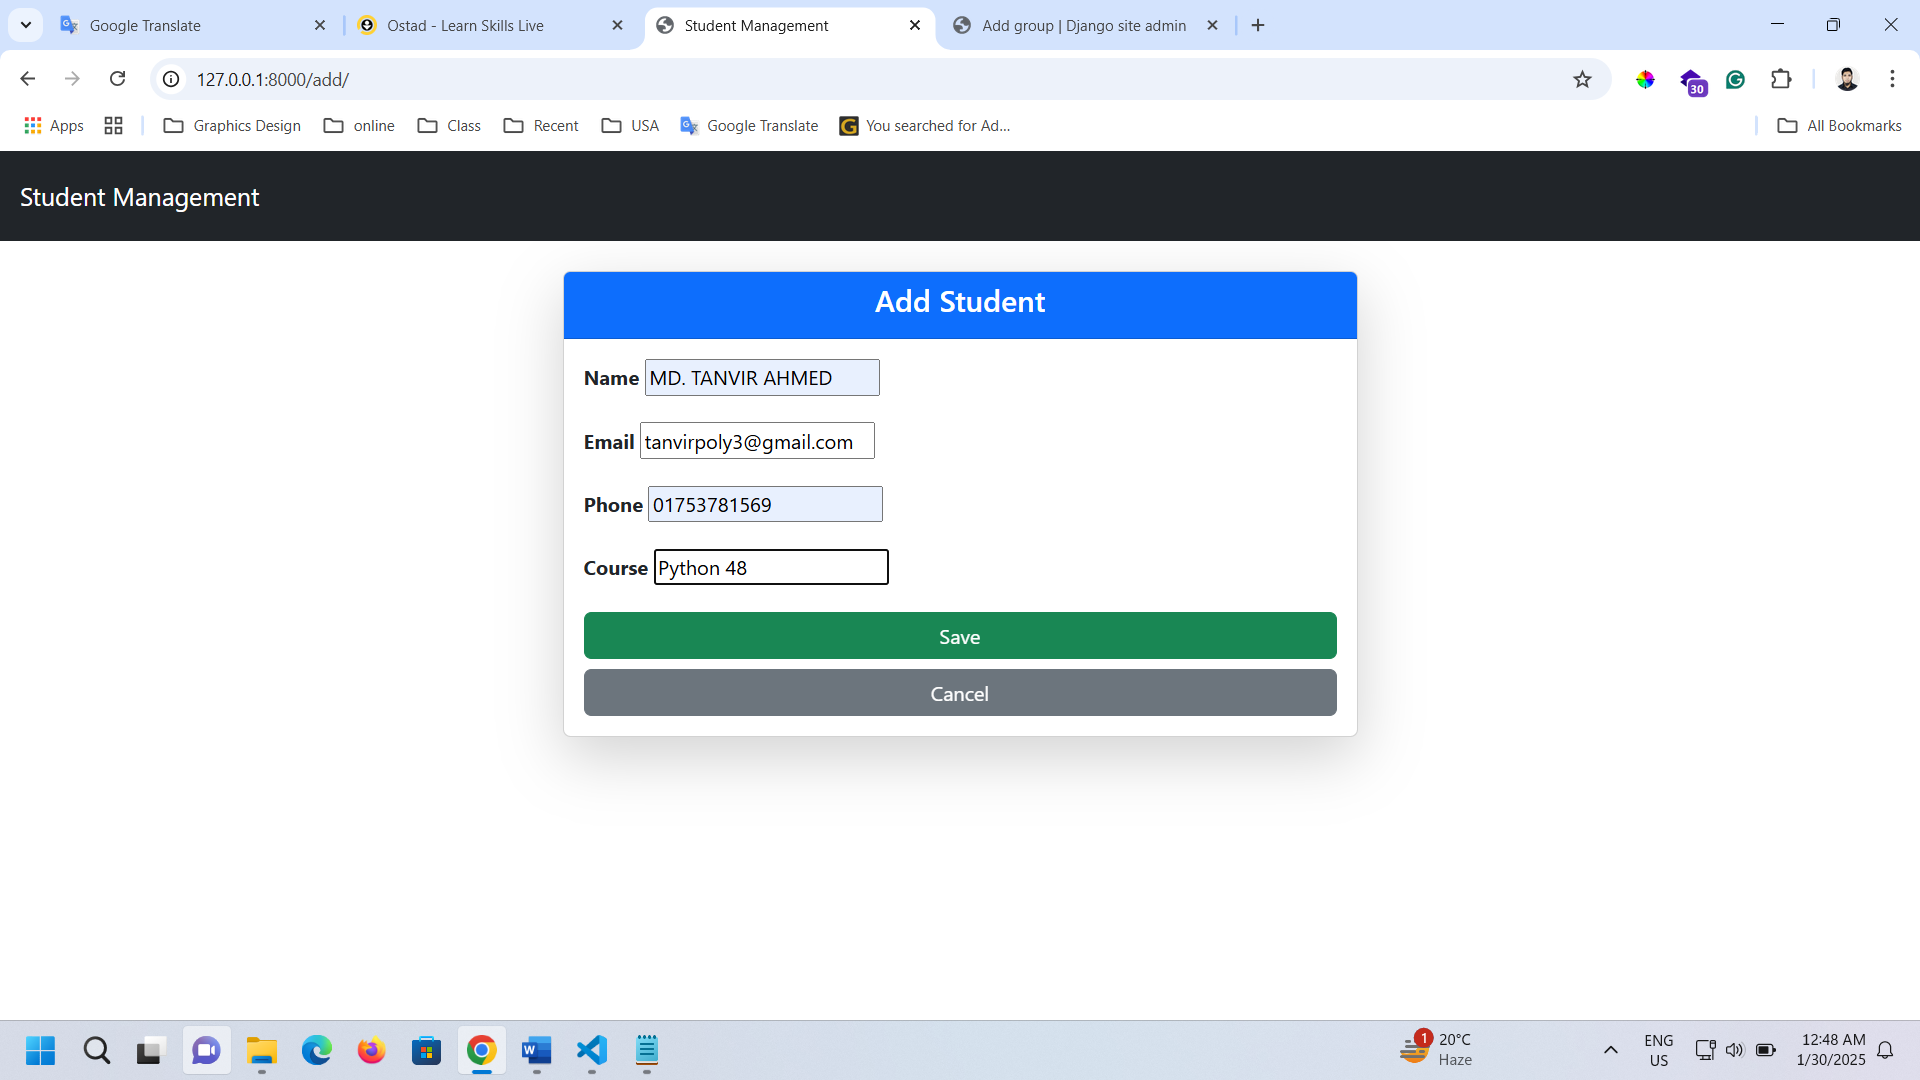 Google Translate
Ostad - Learn Skills Live
Student Management
Add group | Django site admin
127.0.0.1:8000/add/
30
Apps
Graphics Design
online
Class
Recent
USA
Google Translate
You searched for Ad...
All Bookmarks
Student Management
Add Student
Name MD. TANVIR AHMED
Email tanvirpoly3@gmail.com
Phone 01753781569
Course Python 48
Save
Cancel
1
20°C
Haze
ENG
US
12:48 AM
1/30/2025